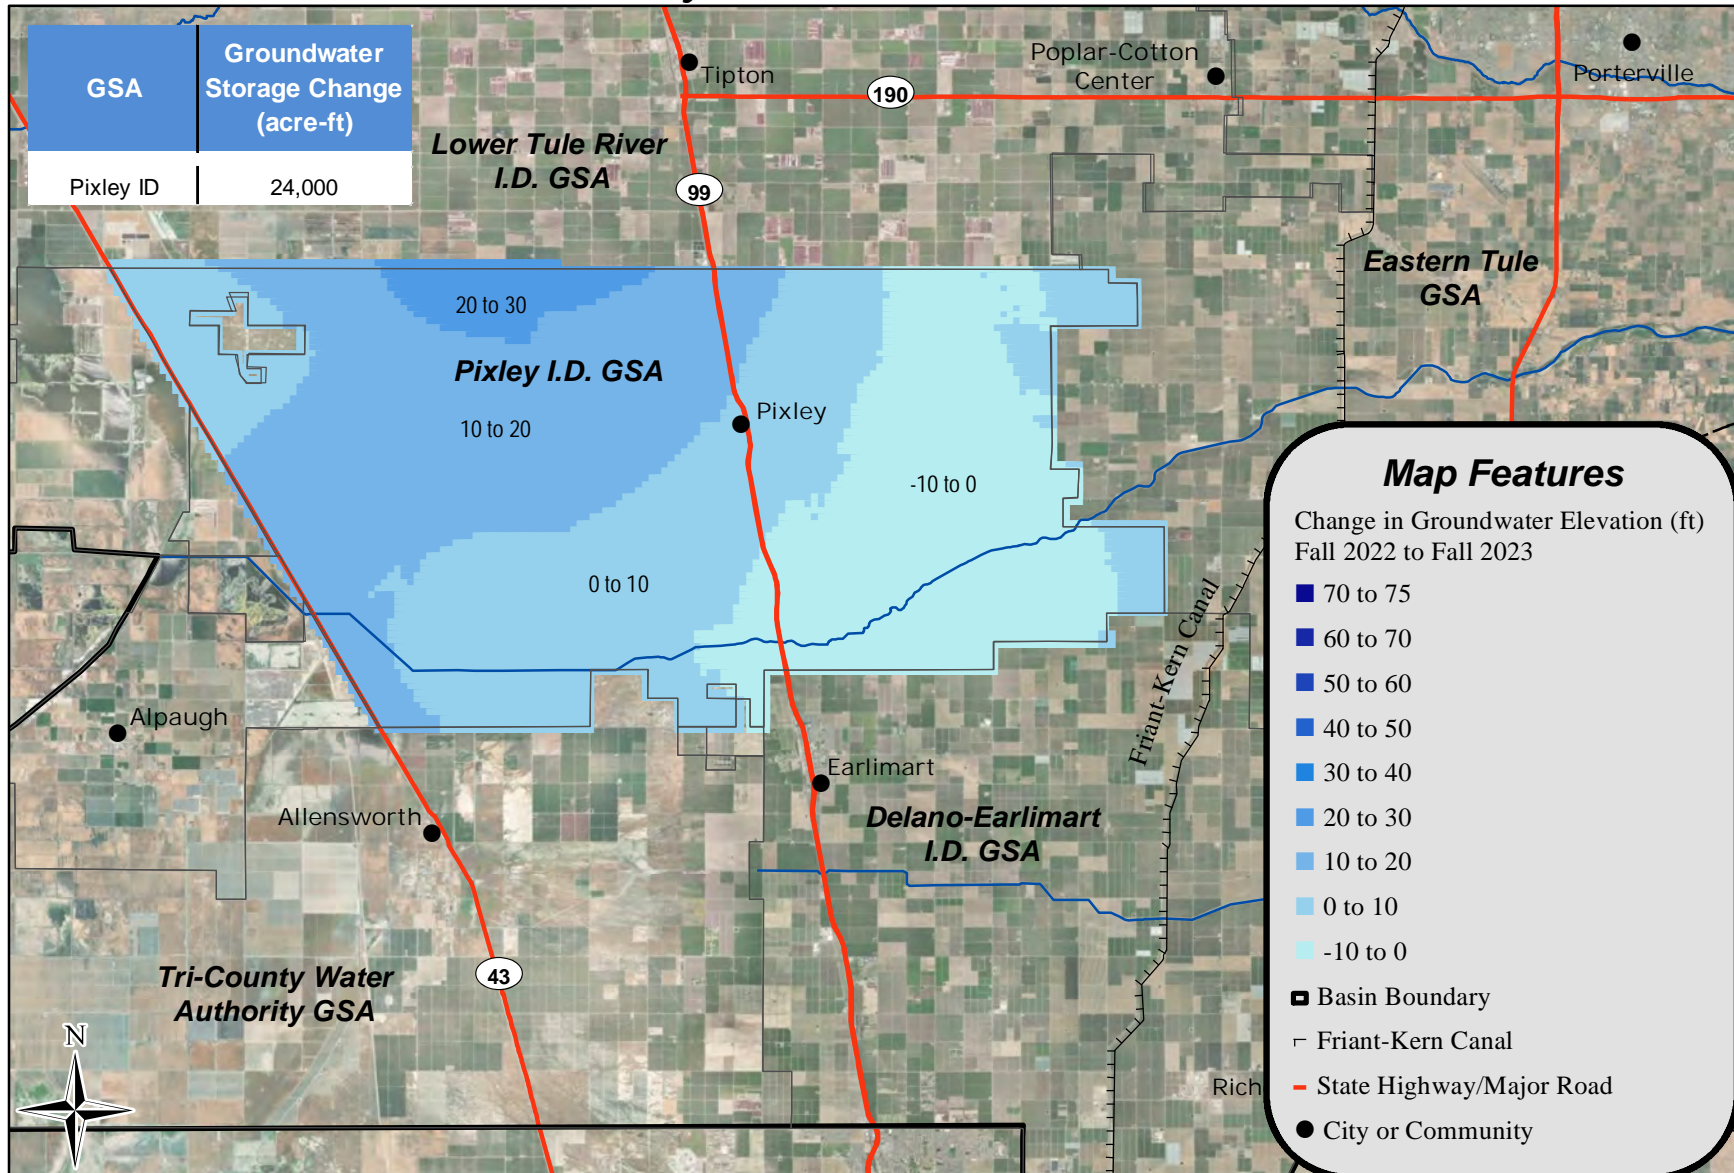 GSA
Groundwater
Storage Change
(acre-ft)
Pixley ID
24,000
Tipton
Poplar-Cotton
Center
Porterville
190
Lower Tule River
I.D. GSA
99
Eastern Tule
GSA
20 to 30
Pixley I.D. GSA
Pixley
10 to 20
-10 to 0
0 to 10
Friant-Kern Canal
Alpaugh
Earlimart
Allensworth
Delano-Earlimart
I.D. GSA
Tri-County Water
Authority GSA
43
N
Rich
Map Features
Change in Groundwater Elevation (ft)
Fall 2022 to Fall 2023
70 to 75
60 to 70
50 to 60
40 to 50
30 to 40
20 to 30
10 to 20
0 to 10
-10 to 0
Basin Boundary
Friant-Kern Canal
State Highway/Major Road
City or Community